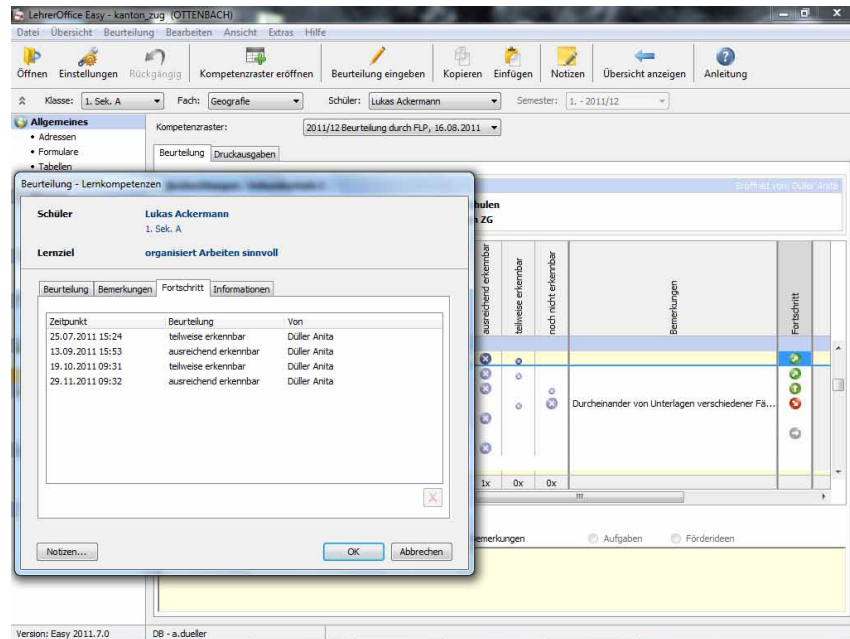 LehrerOffice Easy - kanton_zug (OTTENBACH)
Datei Übersicht Beurteilung Bearbeiten Ansicht Extras Hilfe
Öffnen Einstellungen Rückgängig Kompetenzraster eröffnen Beurteilung eingeben Kopieren Einfügen Notizen Übersicht anzeigen Anleitung
Klasse: 1. Sek. A Fach: Geografie Schüler: Lukas Ackermann Semester: 1. - 2011/12
Allgemeines
• Adressen
• Formulare
• Tabellen
Kompetenzraster: 2011/12 Beurteilung durch FLP, 16.08.2011
Beurteilung Druckausgaben
Eröffnet von: Düller Anita
hulen
n ZG
ausreichend erkennbar
teilweise erkennbar
noch nicht erkennbar
Bemerkungen
Fortschritt
Durcheinander von Unterlagen verschiedener Fä...
1x 0x 0x
emerkungen Aufgaben Förderideen
Beurteilung - Lernkompetenzen
Schüler Lukas Ackermann
1. Sek. A
Lernziel organisiert Arbeiten sinnvoll
Beurteilung Bemerkungen Fortschritt Informationen
Zeitpunkt Beurteilung Von
25.07.2011 15:24 teilweise erkennbar Düller Anita
13.09.2011 15:53 ausreichend erkennbar Düller Anita
19.10.2011 09:31 teilweise erkennbar Düller Anita
29.11.2011 09:32 ausreichend erkennbar Düller Anita
Notizen... OK Abbrechen
Version: Easy 2011.7.0 DB - a.dueller